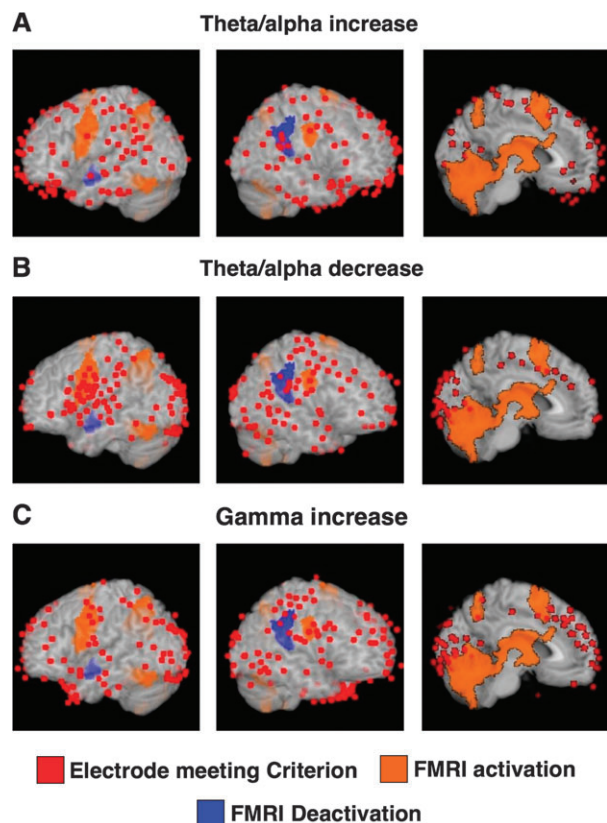 A Theta/alpha increase
B Theta/alpha decrease
C Gamma increase
Electrode meeting Criterion FMRI activation
FMRI Deactivation